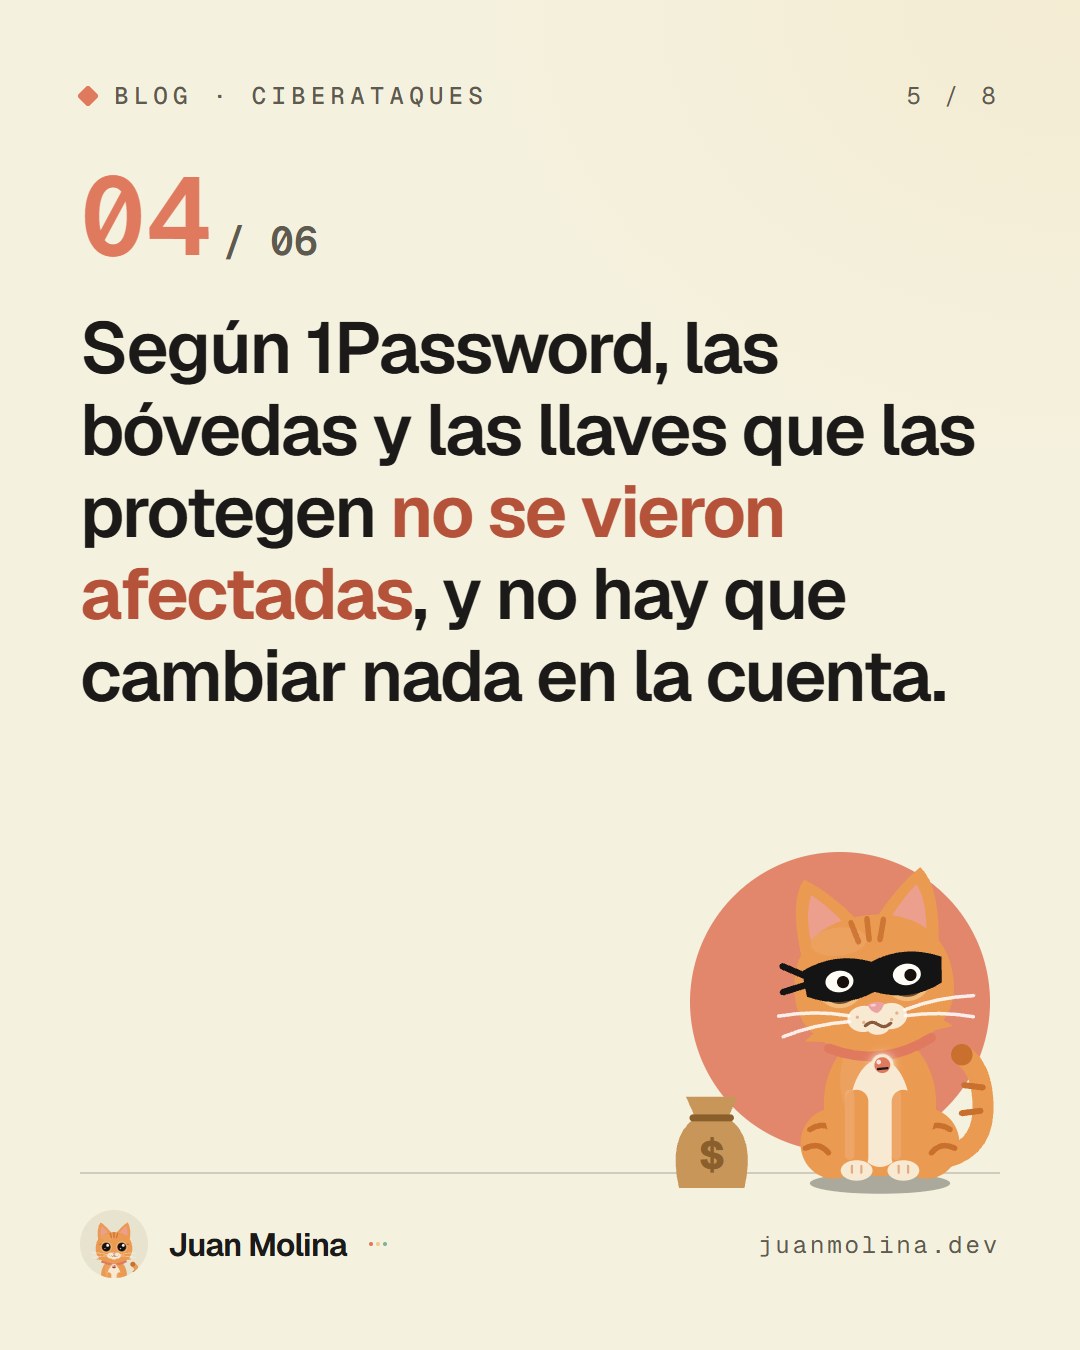 BLOG · CIBERATAQUES
5 / 8
04 / 06
Según 1Password, las
bóvedas y las llaves que las
protegen no se vieron
afectadas, y no hay que
cambiar nada en la cuenta.
$
Juan Molina
juanmolina.dev